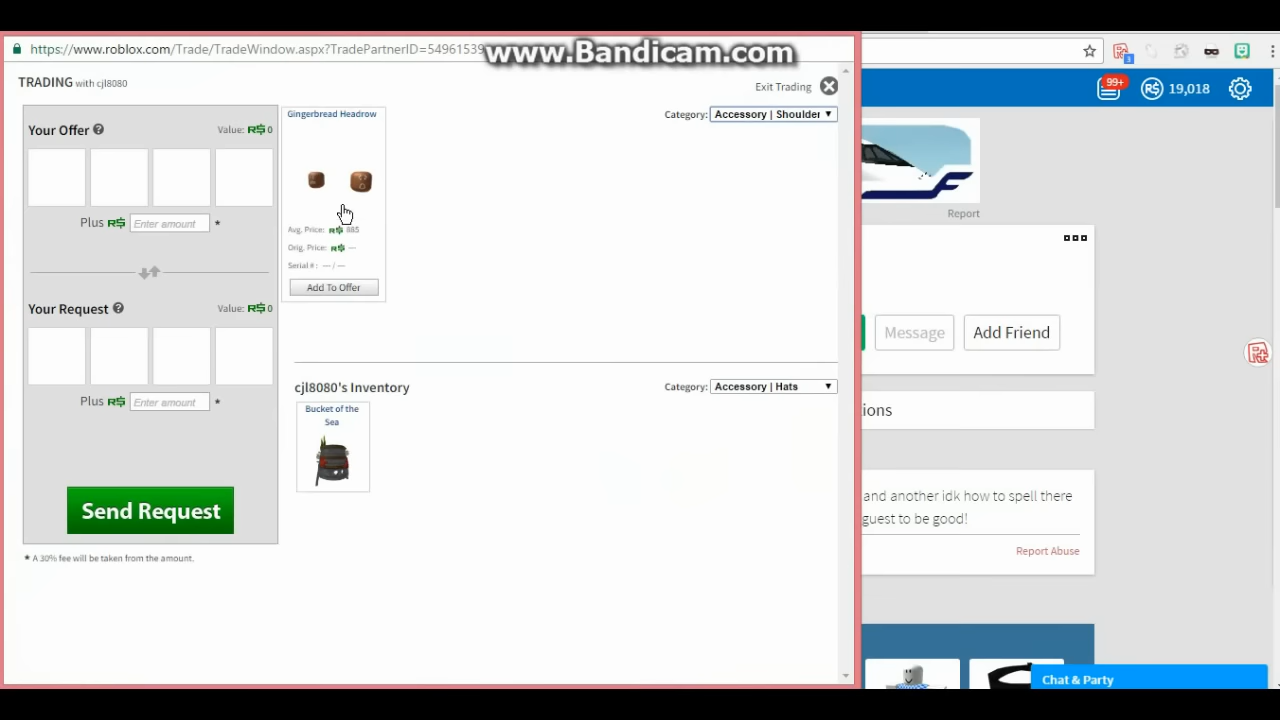 www.Bandicam.com
https://www.roblox.com/Trade/TradeWindow.aspx?TradePartnerID=54961539
TRADING with cjl8080
Exit Trading
Your Offer
Value: R$ 0
Plus R$ Enter amount *
Your Request
Value: R$ 0
Plus R$ Enter amount *
Send Request
* A 30% fee will be taken from the amount.
Gingerbread Headrow
Avg. Price: R$ 885
Orig. Price: R$ ---
Serial # : --- / ---
Add To Offer
Category: Accessory | Shoulder
cjl8080's Inventory
Category: Accessory | Hats
Bucket of the
Sea
3
99+
R$ 19,018
Report
Message
Add Friend
ions
and another idk how to spell there
guest to be good!
Report Abuse
Chat & Party